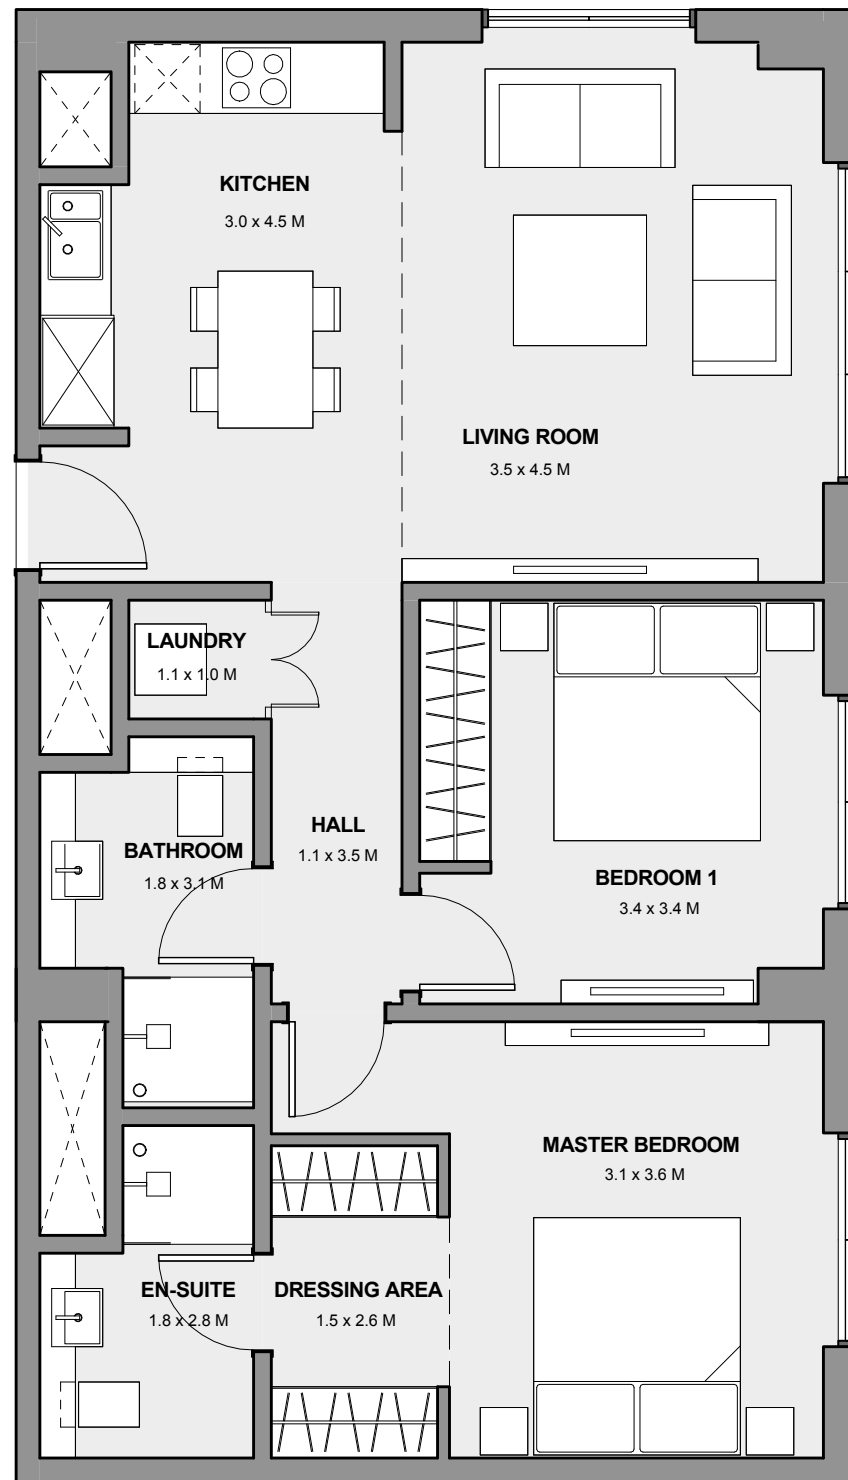 KITCHEN
3.0 x 4.5 M
LIVING ROOM
3.5 x 4.5 M
LAUNDRY
1.1 x 1.0 M
HALL
1.1 x 3.5 M
BATHROOM
1.8 x 3.1 M
BEDROOM 1
3.4 x 3.4 M
MASTER BEDROOM
3.1 x 3.6 M
EN-SUITE
1.8 x 2.8 M
DRESSING AREA
1.5 x 2.6 M